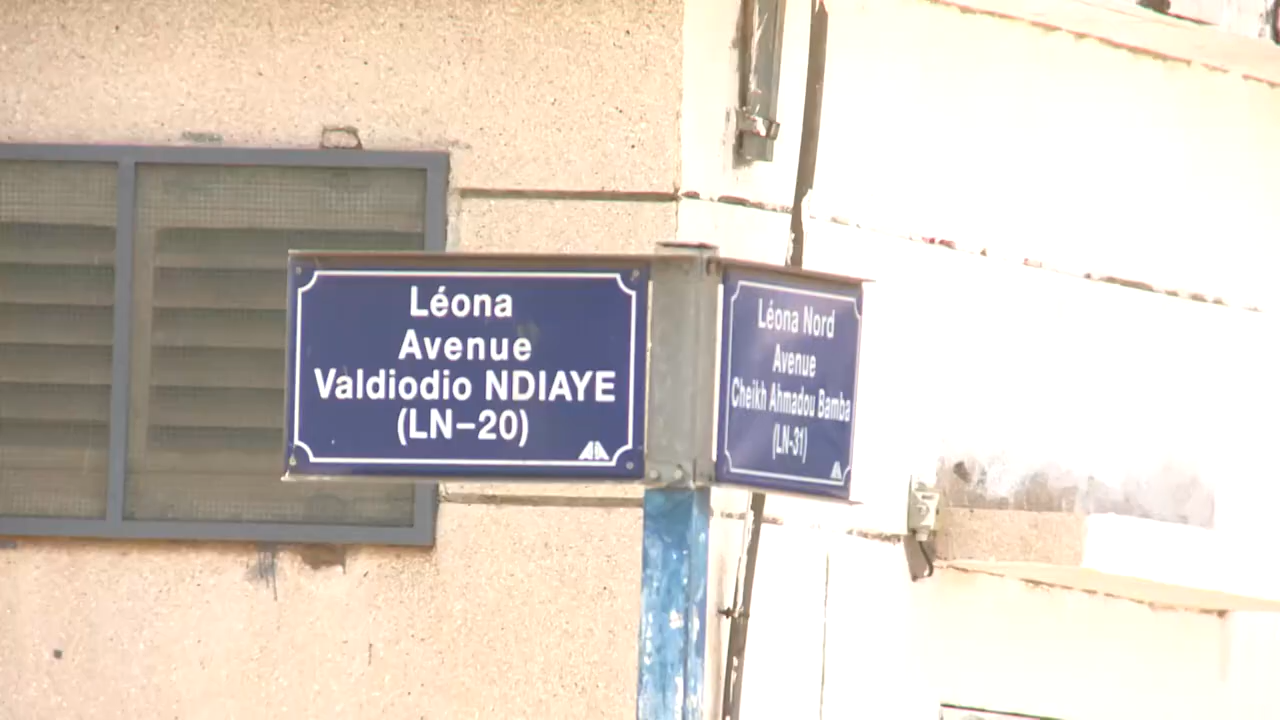 Léona
Avenue
Valdiodio NDIAYE
(LN-20)
Léona Nord
Avenue
Cheikh Ahmadou Bamba
(LN-31)